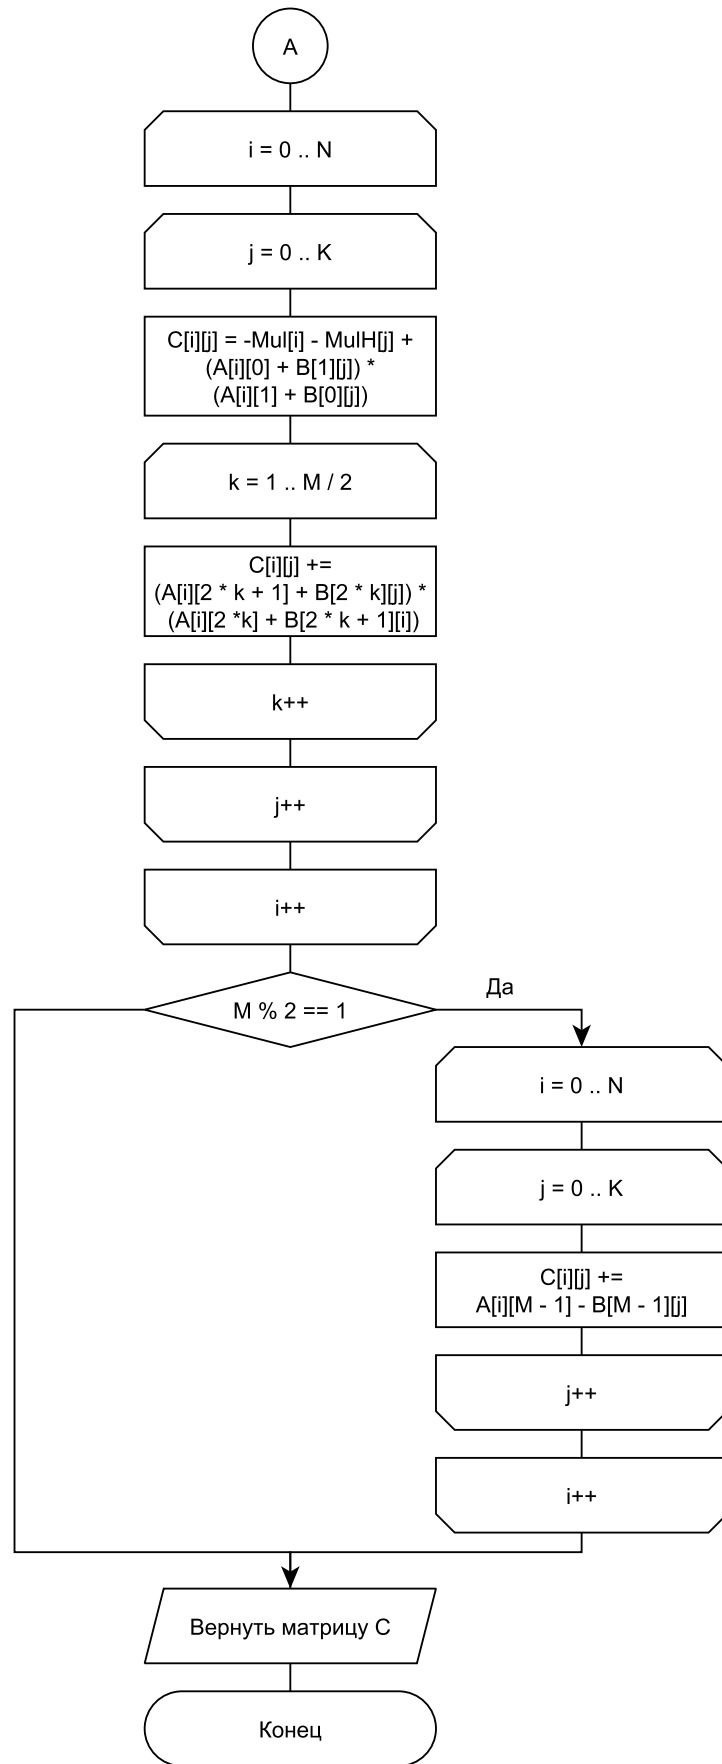 A
i = 0 .. N
j = 0 .. K
C[i][j] = -Mul[i] - MulH[j] +
(A[i][0] + B[1][j]) *
(A[i][1] + B[0][j])
k = 1 .. M / 2
C[i][j] +=
(A[i][2 * k + 1] + B[2 * k][j]) *
(A[i][2 *k] + B[2 * k + 1][i])
k++
j++
i++
M % 2 == 1
Да
i = 0 .. N
j = 0 .. K
C[i][j] +=
A[i][M - 1] - B[M - 1][j]
j++
i++
Вернуть матрицу C
Конец